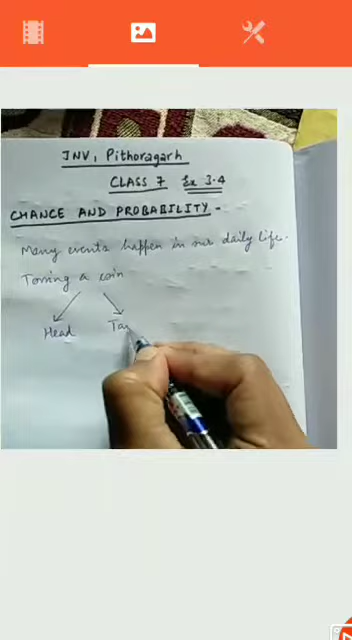 JNV, Pithoragarh
CLASS 7 Ex 3.4
CHANCE AND PROBABILITY -
Many events happen in our daily life.
Tossing a coin
Head Tai